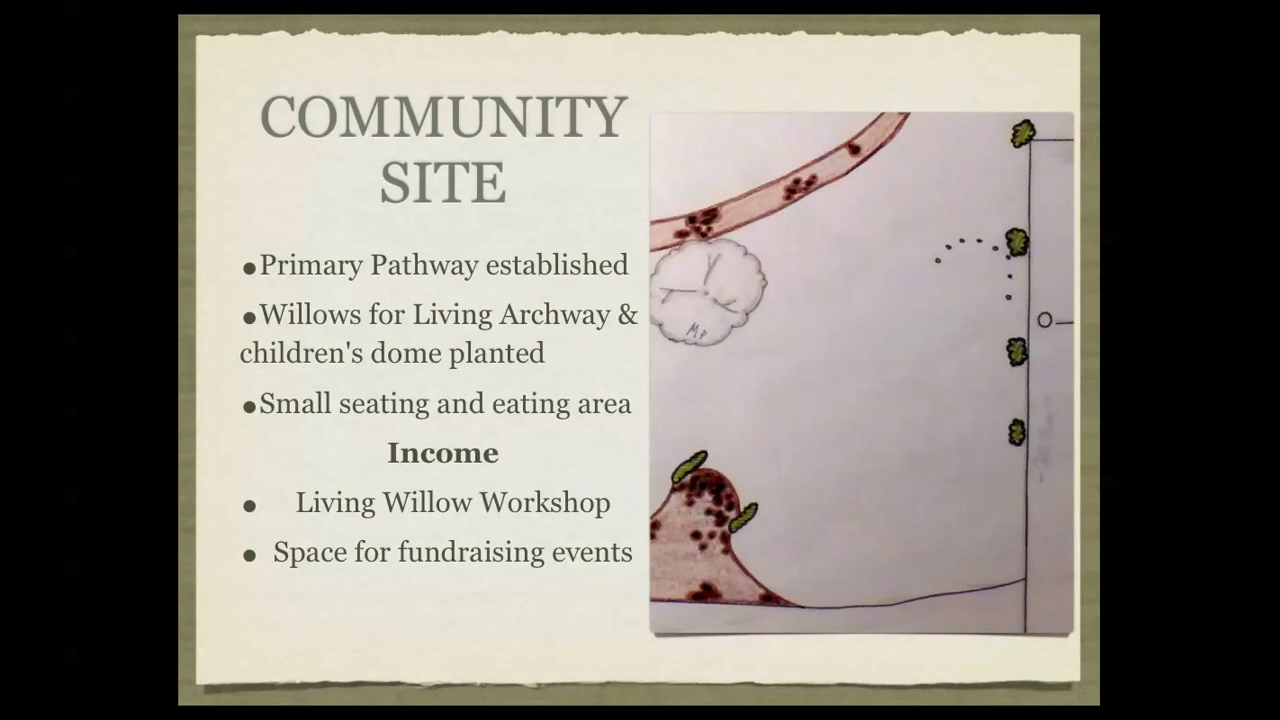 COMMUNITY
SITE
•Primary Pathway established
•Willows for Living Archway &
children's dome planted
•Small seating and eating area
Income
• Living Willow Workshop
• Space for fundraising events
MP